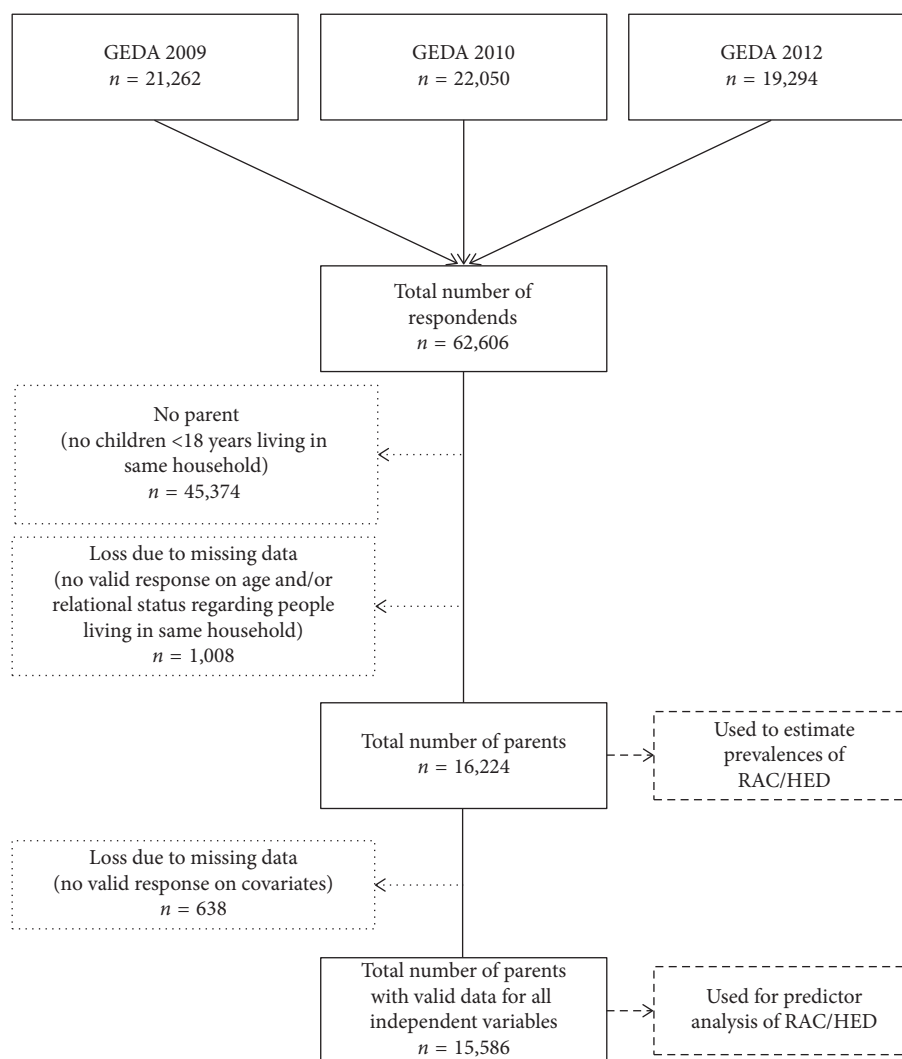 GEDA 2009
n = 21,262
GEDA 2010
n = 22,050
GEDA 2012
n = 19,294
Total number of
respondends
n = 62,606
No parent
(no children <18 years living in
same household)
n = 45,374
Loss due to missing data
(no valid response on age and/or
relational status regarding people
living in same household)
n = 1,008
Total number of parents
n = 16,224
Used to estimate
prevalences of
RAC/HED
Loss due to missing data
(no valid response on covariates)
n = 638
Total number of parents
with valid data for all
independent variables
n = 15,586
Used for predictor
analysis of RAC/HED